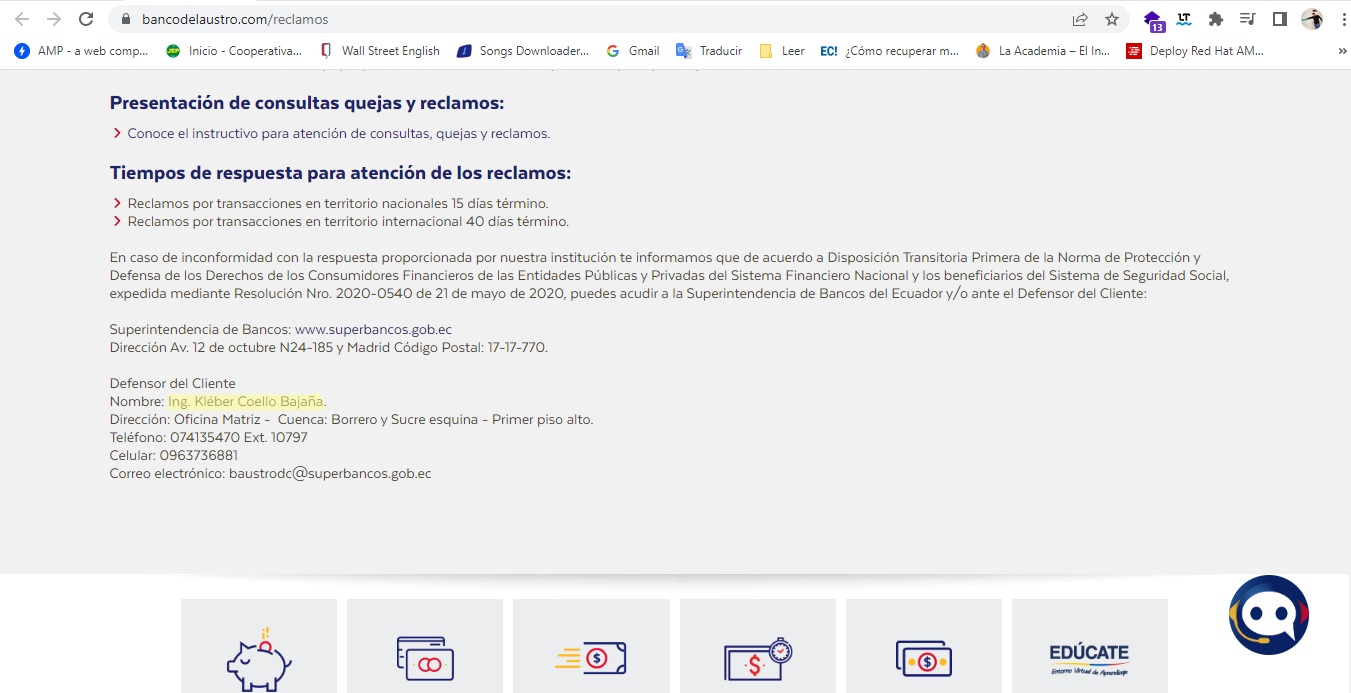 bancodelaustro.com/reclamos
13
LT
AMP - a web comp...
JEP
Inicio - Cooperativa...
Wall Street English
Songs Downloader...
Gmail
Traducir
Leer
EC!
¿Cómo recuperar m...
La Academia – El In...
Deploy Red Hat AM...
»
Presentación de consultas quejas y reclamos:
Conoce el instructivo para atención de consultas, quejas y reclamos.
Tiempos de respuesta para atención de los reclamos:
Reclamos por transacciones en territorio nacionales 15 días término.
Reclamos por transacciones en territorio internacional 40 días término.
En caso de inconformidad con la respuesta proporcionada por nuestra institución te informamos que de acuerdo a Disposición Transitoria Primera de la Norma de Protección y
Defensa de los Derechos de los Consumidores Financieros de las Entidades Públicas y Privadas del Sistema Financiero Nacional y los beneficiarios del Sistema de Seguridad Social,
expedida mediante Resolución Nro. 2020-0540 de 21 de mayo de 2020, puedes acudir a la Superintendencia de Bancos del Ecuador y/o ante el Defensor del Cliente:
Superintendencia de Bancos: www.superbancos.gob.ec
Dirección Av. 12 de octubre N24-185 y Madrid Código Postal: 17-17-770.
Defensor del Cliente
Nombre: Ing. Kléber Coello Bajaña.
Dirección: Oficina Matriz - Cuenca: Borrero y Sucre esquina - Primer piso alto.
Teléfono: 074135470 Ext. 10797
Celular: 0963736881
Correo electrónico: baustrodc@superbancos.gob.ec
EDÚCATE
Entorno Virtual de Aprendizaje